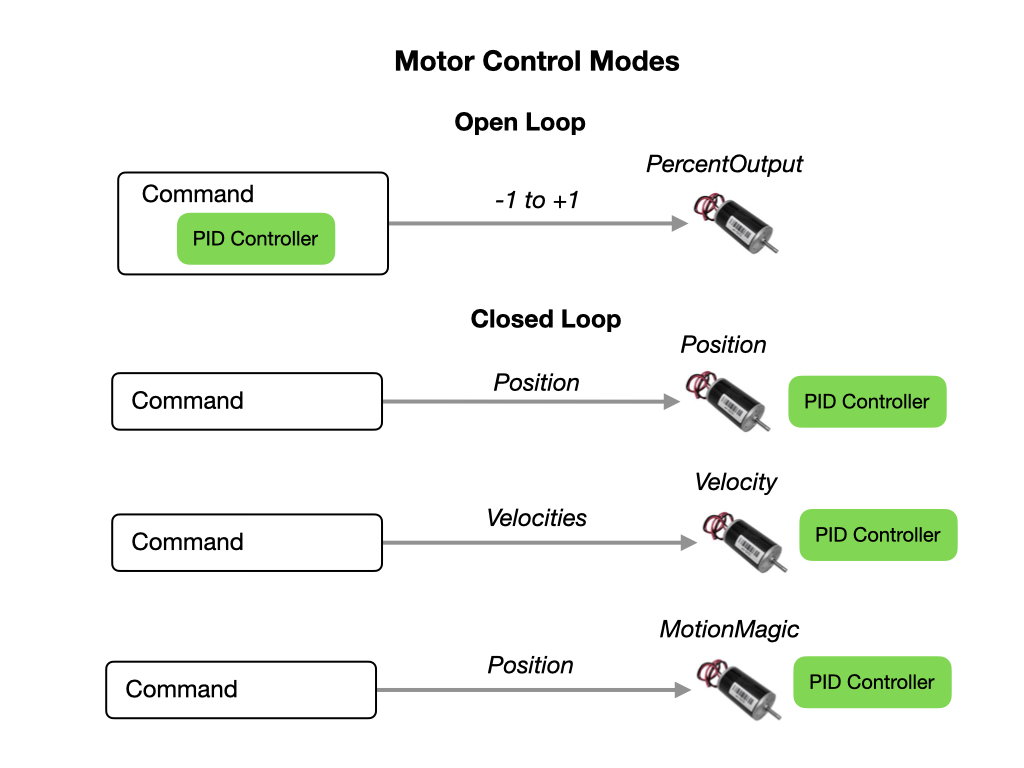 Motor Control Modes
Open Loop
PercentOutput
Command
-1 to +1
PID Controller
Closed Loop
Position
Command
Position
PID Controller
Velocity
Command
Velocities
PID Controller
MotionMagic
Command
Position
PID Controller